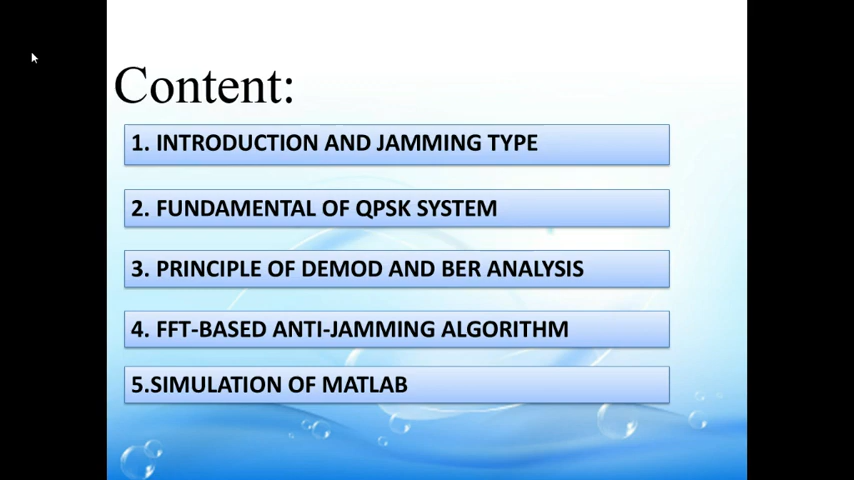 Content:
1. INTRODUCTION AND JAMMING TYPE
2. FUNDAMENTAL OF QPSK SYSTEM
3. PRINCIPLE OF DEMOD AND BER ANALYSIS
4. FFT-BASED ANTI-JAMMING ALGORITHM
5.SIMULATION OF MATLAB